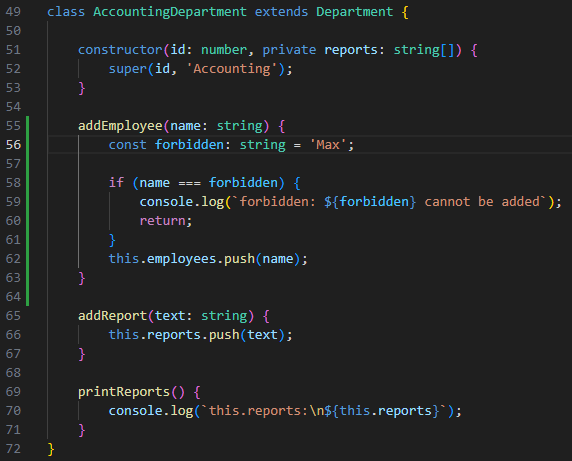 49 class AccountingDepartment extends Department {
50
51     constructor(id: number, private reports: string[]) {
52         super(id, 'Accounting');
53     }
54
55     addEmployee(name: string) {
56         const forbidden: string = 'Max';
57
58         if (name === forbidden) {
59             console.log(`forbidden: ${forbidden} cannot be added`);
60             return;
61         }
62         this.employees.push(name);
63     }
64
65     addReport(text: string) {
66         this.reports.push(text);
67     }
68
69     printReports() {
70         console.log(`this.reports:\n${this.reports}`);
71     }
72 }